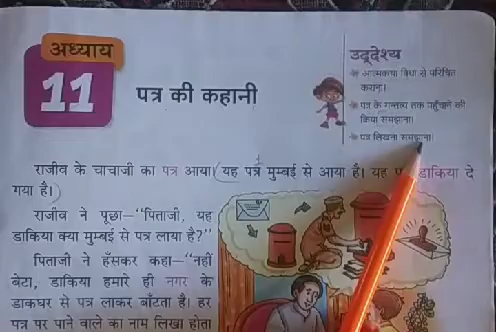 अध्याय
11
पत्र की कहानी
उद्देश्य
आत्मकथा विधा से परिचित
कराना।
पत्र के गन्तव्य तक पहुँचाने की
क्रिया समझाना।
पत्र लिखना समझाना।
राजीव के चाचाजी का पत्र आया। (यह पत्र मुम्बई से आया है। यह डाकिया दे
गया है।)
राजीव ने पूछा—"पिताजी, यह
डाकिया क्या मुम्बई से पत्र लाया है?"
पिताजी ने हँसकर कहा—"नहीं
बेटा, डाकिया हमारे ही नगर के
डाकघर से पत्र लाकर बाँटता है। हर
पत्र पर पाने वाले का नाम लिखा होता